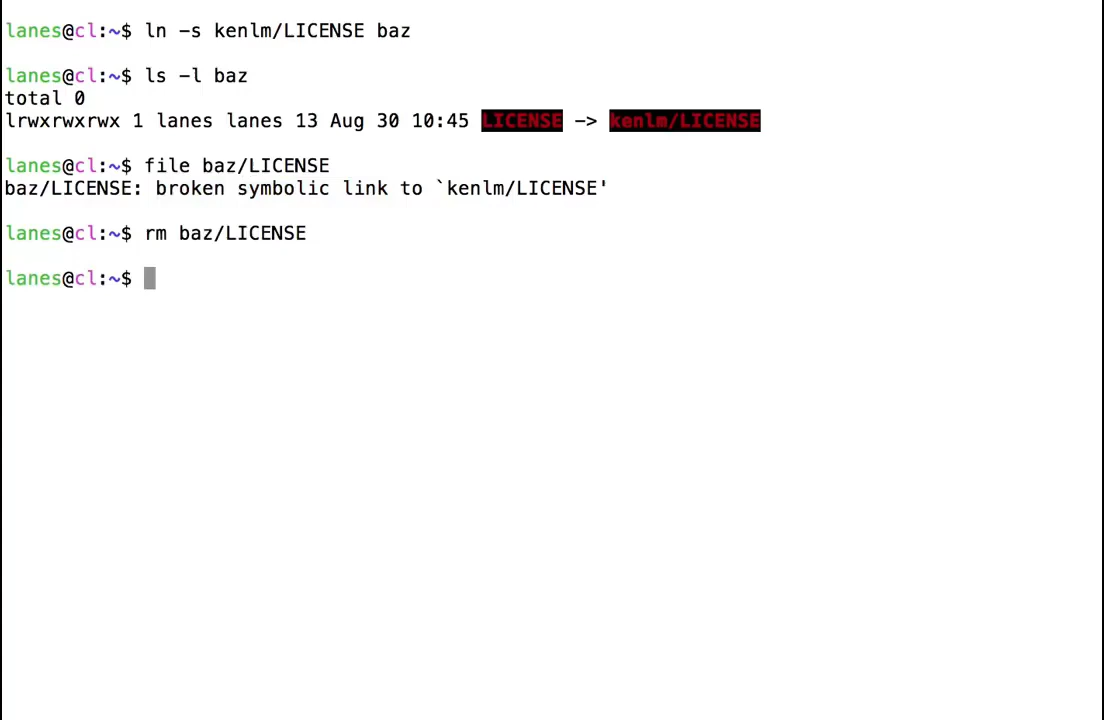 lanes@cl:~$ ln -s kenlm/LICENSE baz
lanes@cl:~$ ls -l baz
total 0
lrwxrwxrwx 1 lanes lanes 13 Aug 30 10:45 LICENSE -> kenlm/LICENSE
lanes@cl:~$ file baz/LICENSE
baz/LICENSE: broken symbolic link to `kenlm/LICENSE'
lanes@cl:~$ rm baz/LICENSE
lanes@cl:~$